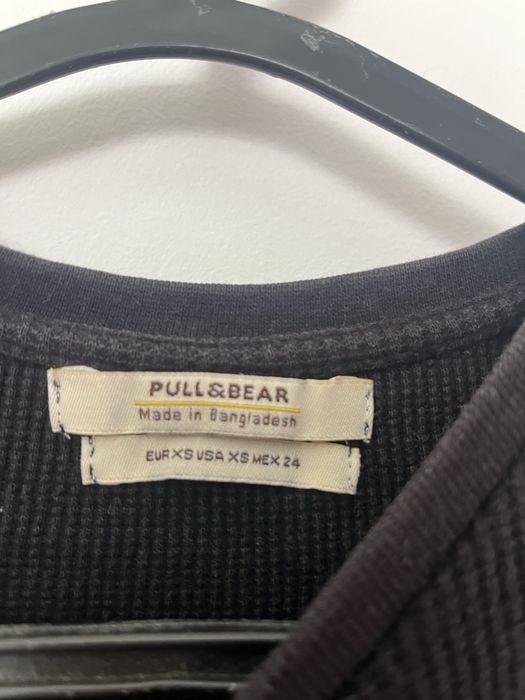 PULL&BEAR
Made in Bangladesh
EUR XS USA XS MEX 24